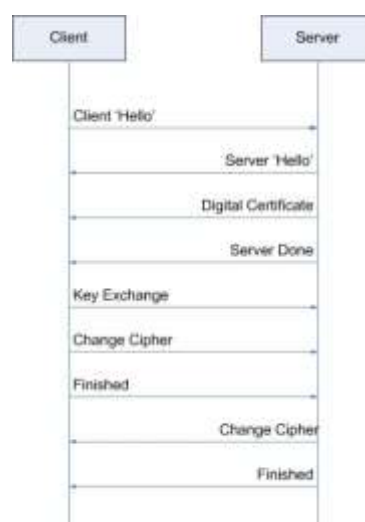 Client
Server
Client 'Hello'
Server 'Hello'
Digital Certificate
Server Done
Key Exchange
Change Cipher
Finished
Change Cipher
Finished